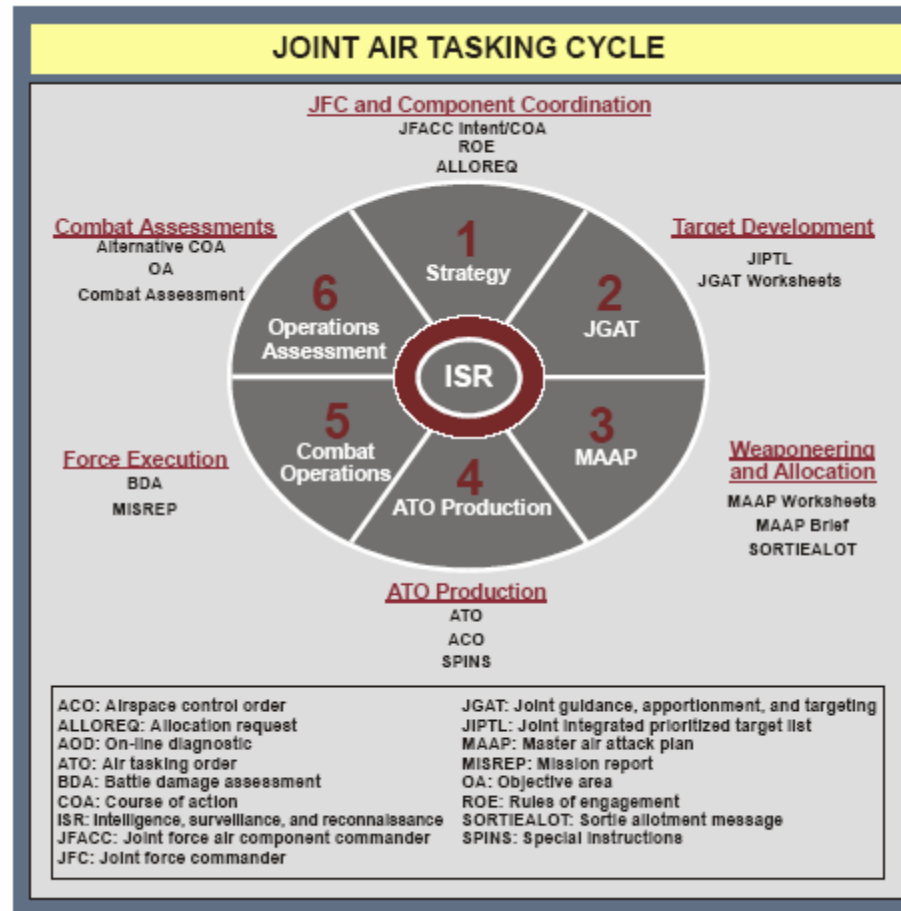 JOINT AIR TASKING CYCLE
JFC and Component Coordination
JFACC Intent/COA
ROE
ALLOREQ
Combat Assessments
Alternative COA
OA
Combat Assessment
Target Development
JIPTL
JGAT Worksheets
1
Strategy
2
JGAT
3
MAAP
4
ATO Production
5
Combat
Operations
6
Operations
Assessment
ISR
Force Execution
BDA
MISREP
Weaponeering
and Allocation
MAAP Worksheets
MAAP Brief
SORTIEALOT
ATO Production
ATO
ACO
SPINS
ACO: Airspace control order
ALLOREQ: Allocation request
AOD: On-line diagnostic
ATO: Air tasking order
BDA: Battle damage assessment
COA: Course of action
ISR: Intelligence, surveillance, and reconnaissance
JFACC: Joint force air component commander
JFC: Joint force commander
JGAT: Joint guidance, apportionment, and targeting
JIPTL: Joint integrated prioritized target list
MAAP: Master air attack plan
MISREP: Mission report
OA: Objective area
ROE: Rules of engagement
SORTIEALOT: Sortie allotment message
SPINS: Special instructions